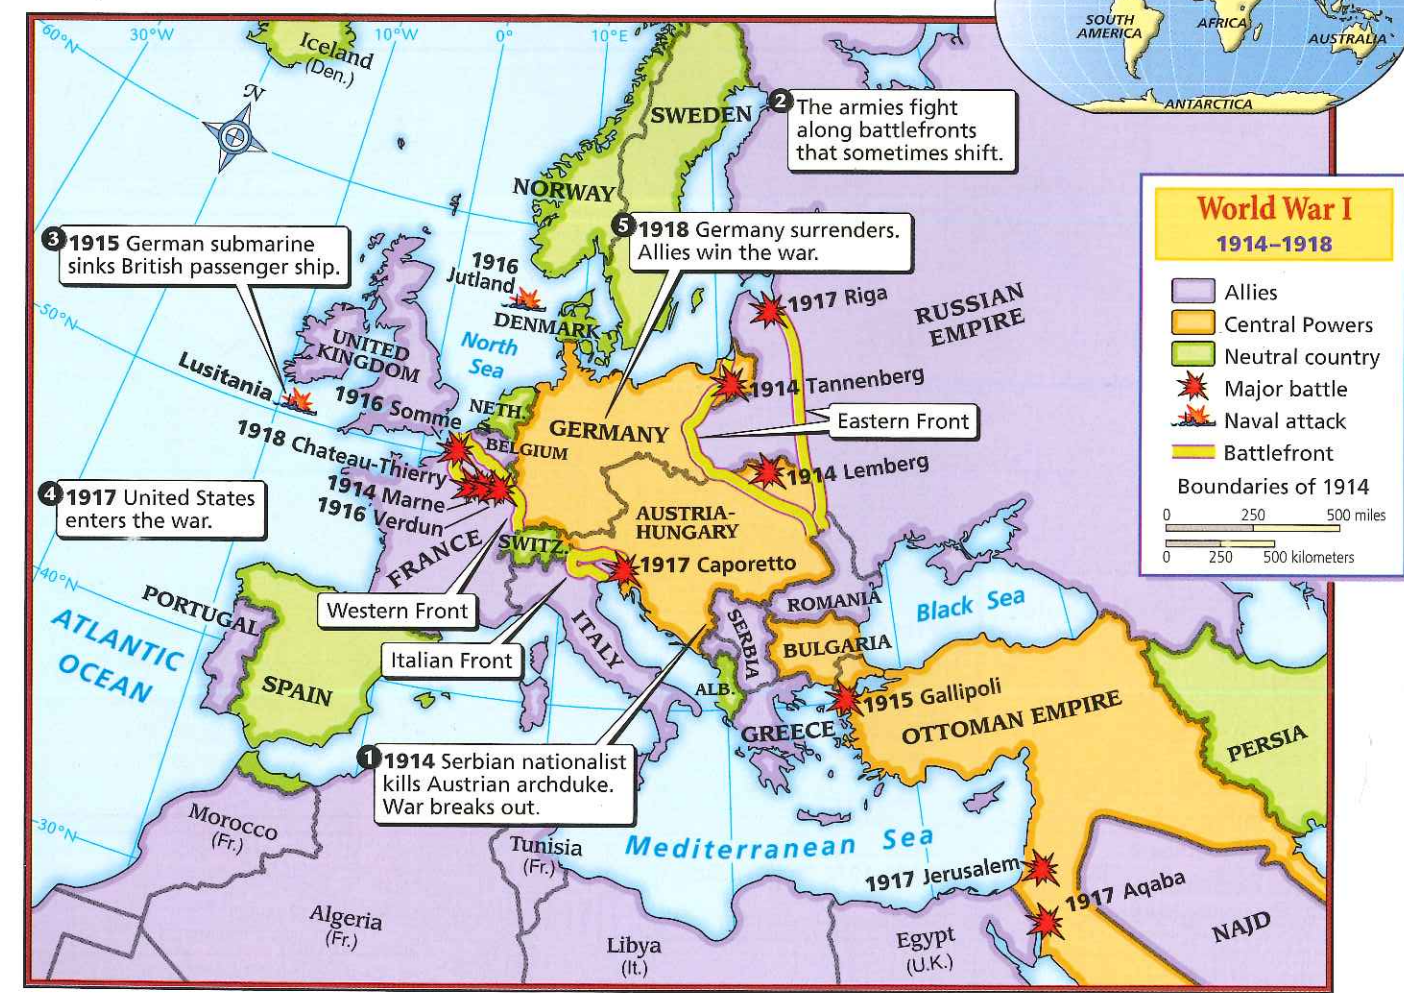 SOUTH
AMERICA
AFRICA
AUSTRALIA
ANTARCTICA
60°N
30°W
10°W
0°
10°E
Iceland
(Den.)
N
SWEDEN
2 The armies fight
along battlefronts
that sometimes shift.
NORWAY
World War I
1914–1918
Allies
Central Powers
Neutral country
Major battle
Naval attack
Battlefront
Boundaries of 1914
0 250 500 miles
0 250 500 kilometers
3 1915 German submarine
sinks British passenger ship.
5 1918 Germany surrenders.
Allies win the war.
1916
Jutland
1917 Riga
RUSSIAN
EMPIRE
50°N
DENMARK
North
Sea
UNITED
KINGDOM
Lusitania
1914 Tannenberg
1916 Somme
NETH.
Eastern Front
GERMANY
1918 Chateau-Thierry
BELGIUM
1914 Lemberg
1914 Marne
1916 Verdun
4 1917 United States
enters the war.
AUSTRIA-
HUNGARY
SWITZ.
FRANCE
1917 Caporetto
40°N
PORTUGAL
Western Front
ROMANIA
Black Sea
ATLANTIC
OCEAN
Italian Front
ITALY
SERBIA
BULGARIA
SPAIN
ALB.
1915 Gallipoli
GREECE
OTTOMAN EMPIRE
PERSIA
1 1914 Serbian nationalist
kills Austrian archduke.
War breaks out.
30°N
Morocco
(Fr.)
Tunisia
(Fr.)
Mediterranean Sea
1917 Jerusalem
1917 Aqaba
Algeria
(Fr.)
Libya
(It.)
Egypt
(U.K.)
NAJD